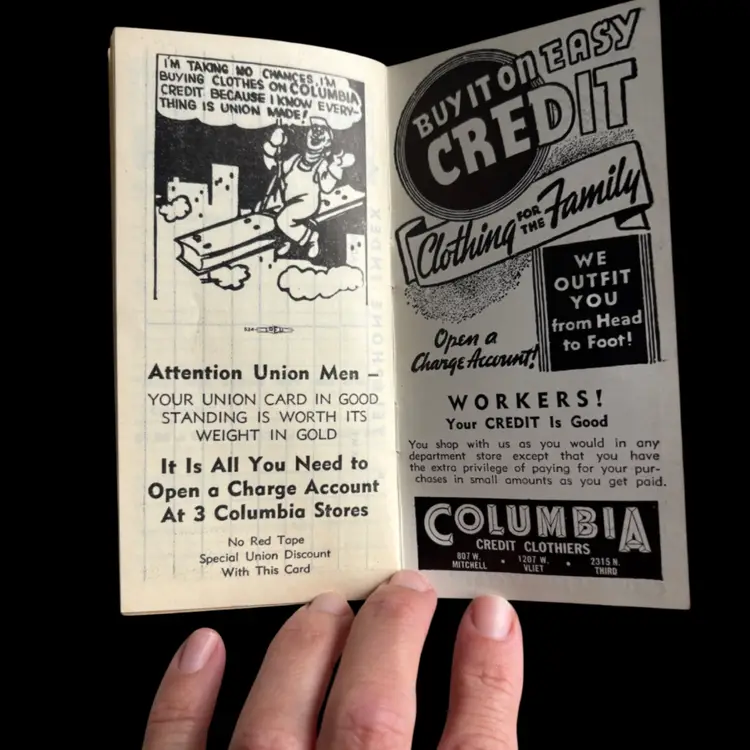 I'M TAKING NO CHANCES, I'M
BUYING CLOTHES ON COLUMBIA
CREDIT BECAUSE I KNOW EVERY-
THING IS UNION MADE!
Attention Union Men –
YOUR UNION CARD IN GOOD
STANDING IS WORTH ITS
WEIGHT IN GOLD
It Is All You Need to
Open a Charge Account
At 3 Columbia Stores
No Red Tape
Special Union Discount
With This Card
BUY IT ON EASY
CREDIT
Clothing FOR THE Family
WE
OUTFIT
YOU
from Head
to Foot!
Open a
Charge Account!
WORKERS!
Your CREDIT Is Good
You shop with us as you would in any
department store except that you have
the extra privilege of paying for your pur-
chases in small amounts as you get paid.
COLUMBIA
CREDIT CLOTHIERS
807 W. MITCHELL • 1207 W. VLIET • 2315 N. THIRD